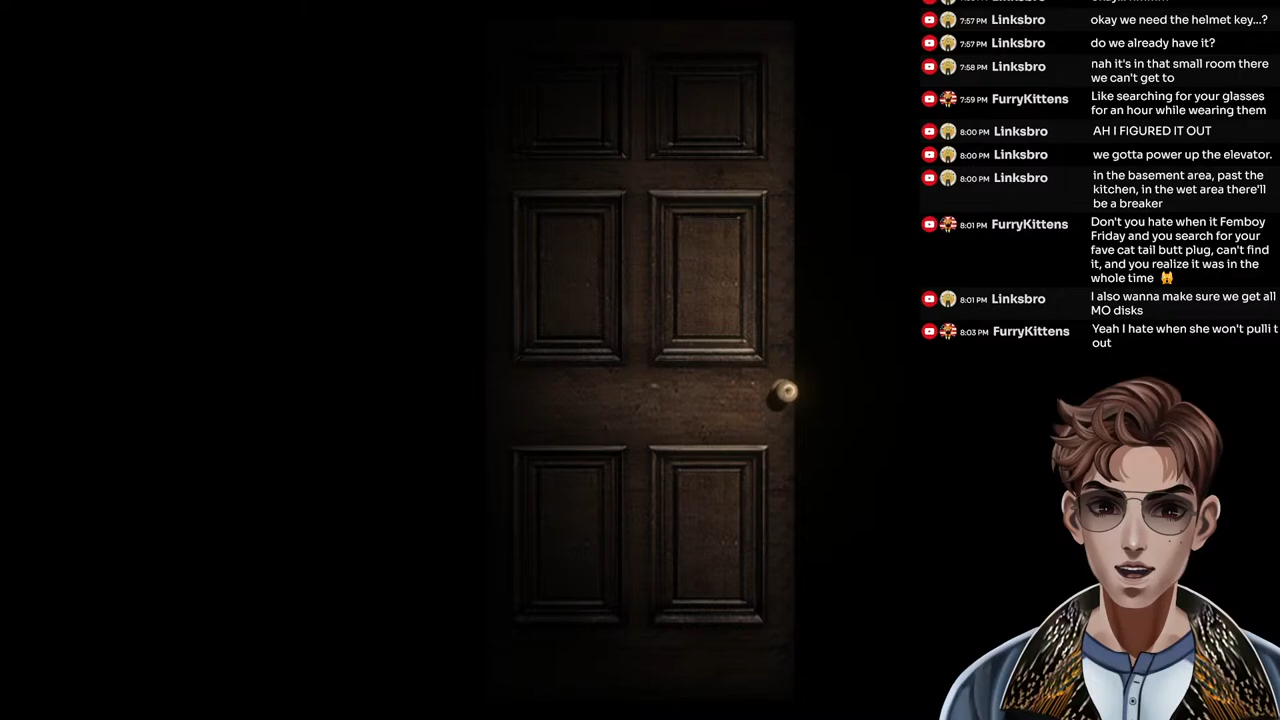 7:57 PM Linksbro okay we need the helmet key...?
7:57 PM Linksbro do we already have it?
7:58 PM Linksbro nah it's in that small room there
we can't get to
7:59 PM FurryKittens Like searching for your glasses
for an hour while wearing them
8:00 PM Linksbro AH I FIGURED IT OUT
8:00 PM Linksbro we gotta power up the elevator.
8:00 PM Linksbro in the basement area, past the
kitchen, in the wet area there'll
be a breaker
8:01 PM FurryKittens Don't you hate when it Femboy
Friday and you search for your
fave cat tail butt plug, can't find
it, and you realize it was in the
whole time
8:01 PM Linksbro I also wanna make sure we get all
MO disks
8:03 PM FurryKittens Yeah I hate when she won't pulli t
out